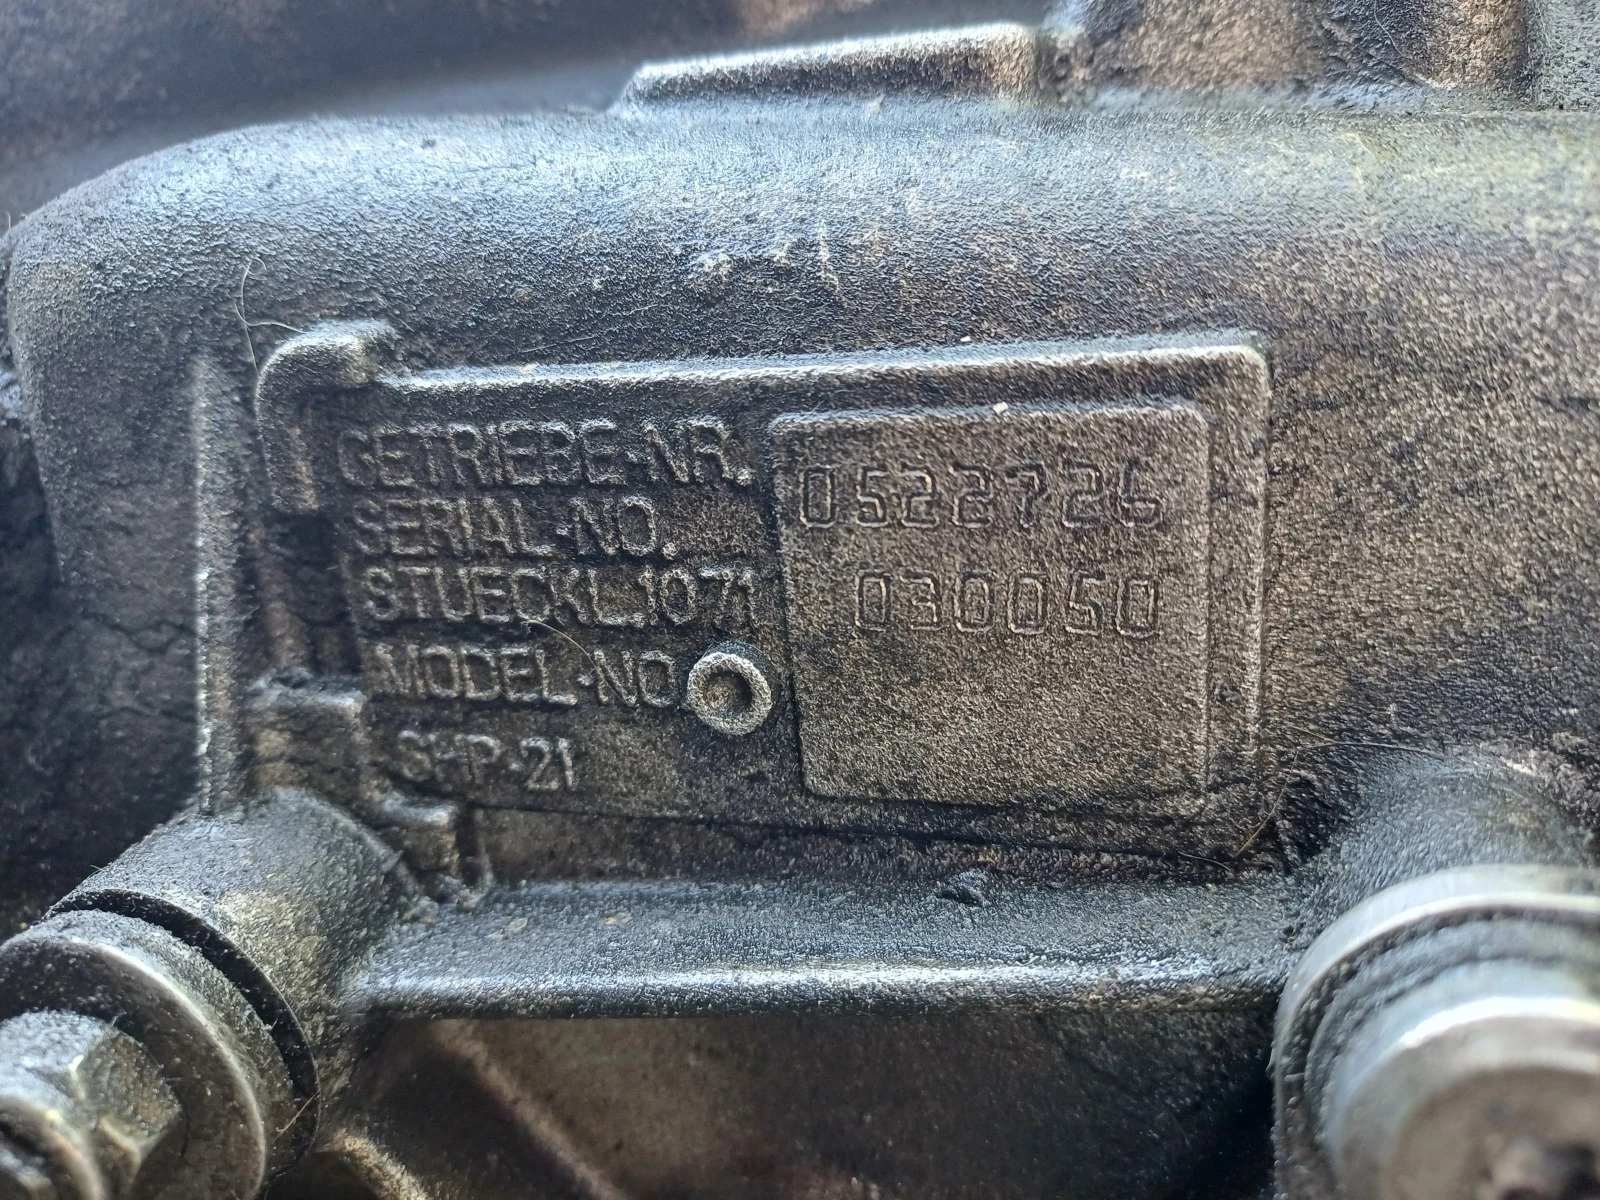 GETRIEBE-NR. 0522726
SERIAL-NO.
STUECKL.1071 030050
MODEL-NO.
5HP-21